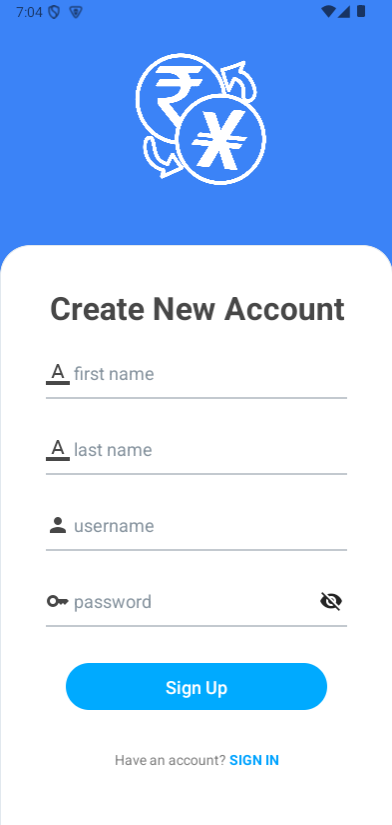 7:04
Create New Account
A first name
A last name
username
password
Sign Up
Have an account? SIGN IN